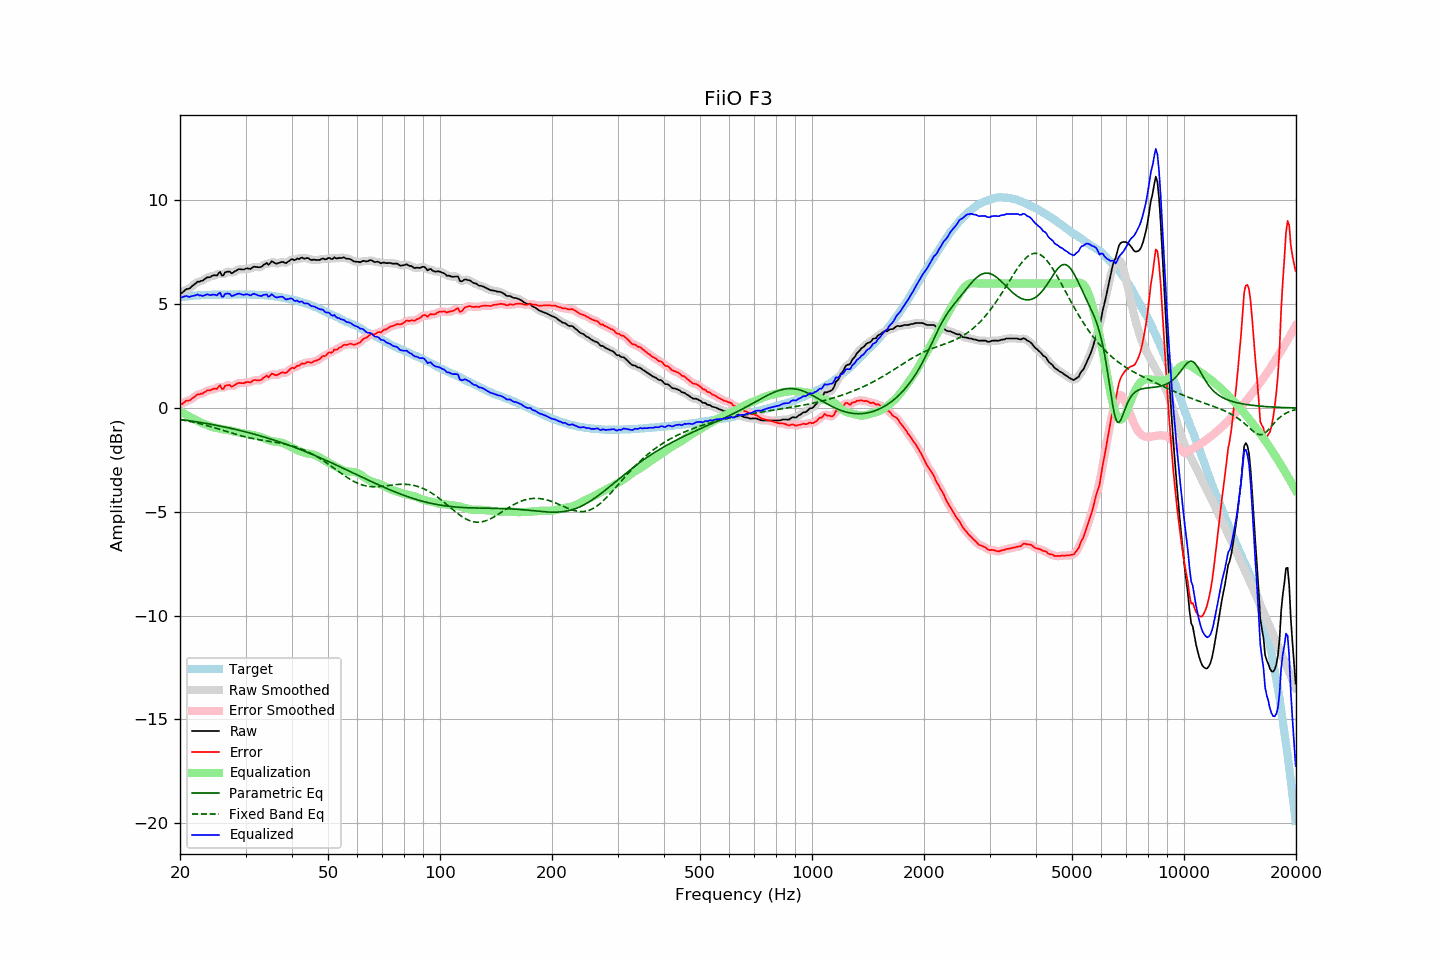 FiiO F3
Amplitude (dBr)
10
5
0
−5
−10
−15
−20
Target
Raw Smoothed
Error Smoothed
Raw
Error
Equalization
Parametric Eq
Fixed Band Eq
Equalized
20 50 100 200 500 1000 2000 5000 10000 20000
Frequency (Hz)